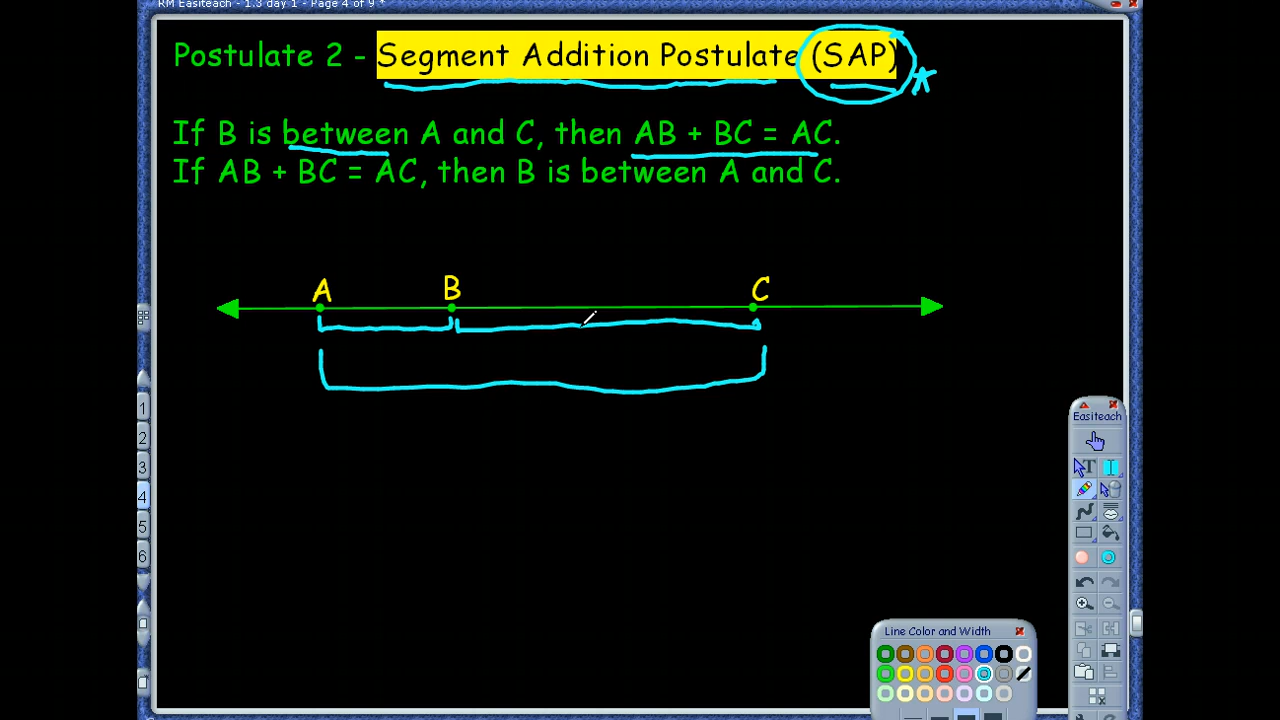 RM Easiteach - 1.3 day 1 - Page 4 of 9 *
Postulate 2 - Segment Addition Postulate (SAP)
If B is between A and C, then AB + BC = AC.
If AB + BC = AC, then B is between A and C.
A B C
1
2
3
4
5
6
Easiteach
T
Line Color and Width